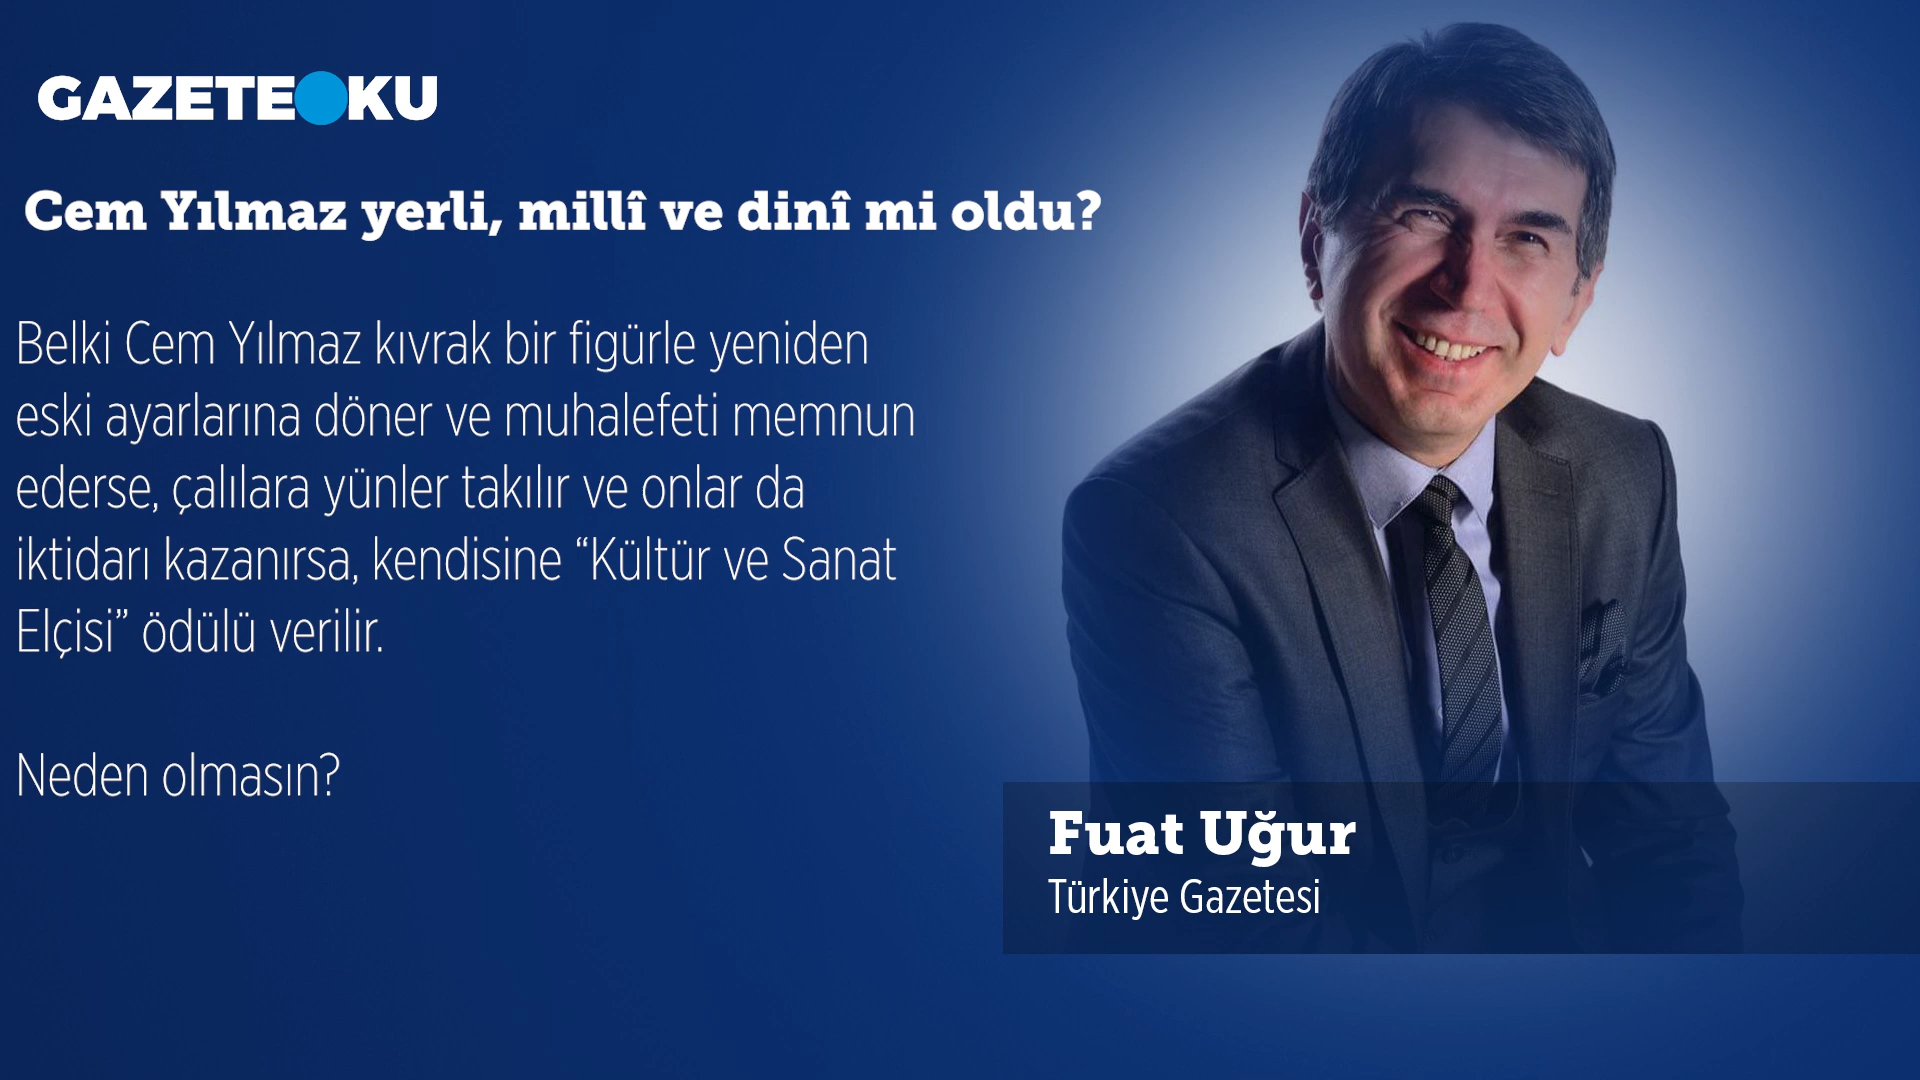 GAZETEOKU
Cem Yılmaz yerli, millî ve dinî mi oldu?
Belki Cem Yılmaz kıvrak bir figürle yeniden
eski ayarlarına döner ve muhalefeti memnun
ederse, çalılara yünler takılır ve onlar da
iktidarı kazanırsa, kendisine “Kültür ve Sanat
Elçisi” ödülü verilir.
Neden olmasın?
Fuat Uğur
Türkiye Gazetesi